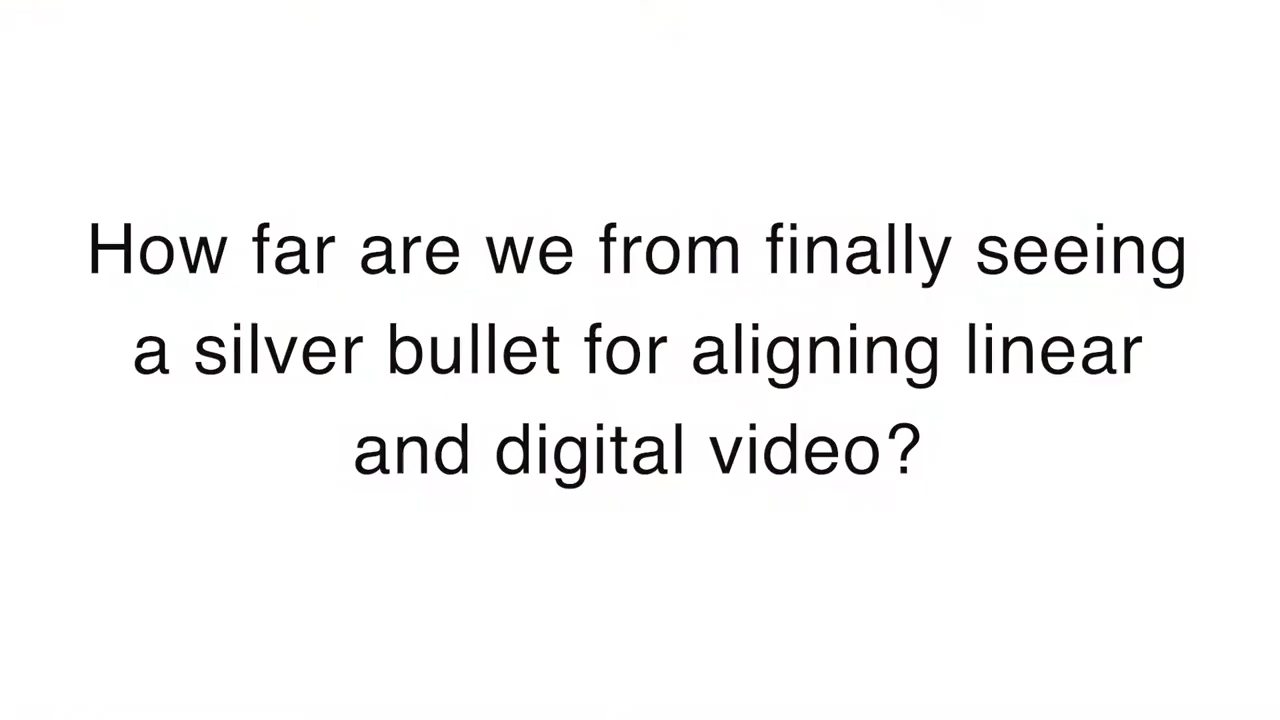 How far are we from finally seeing
a silver bullet for aligning linear
and digital video?